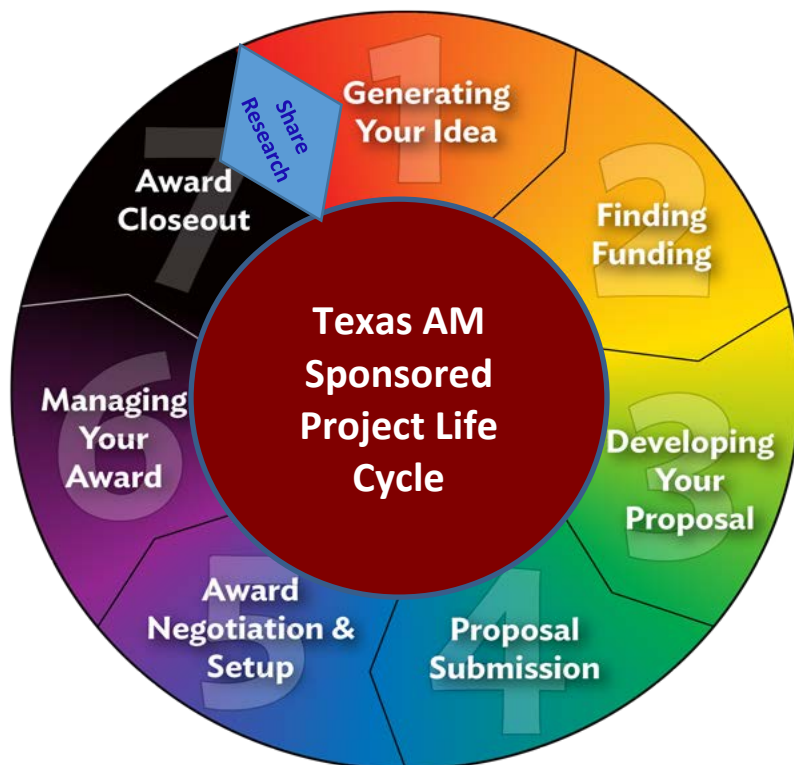 Texas AM
Sponsored
Project Life
Cycle
1
Generating
Your Idea
2
Finding
Funding
3
Developing
Your
Proposal
4
Proposal
Submission
5
Award
Negotiation &
Setup
6
Managing
Your
Award
7
Award
Closeout
Share
Research